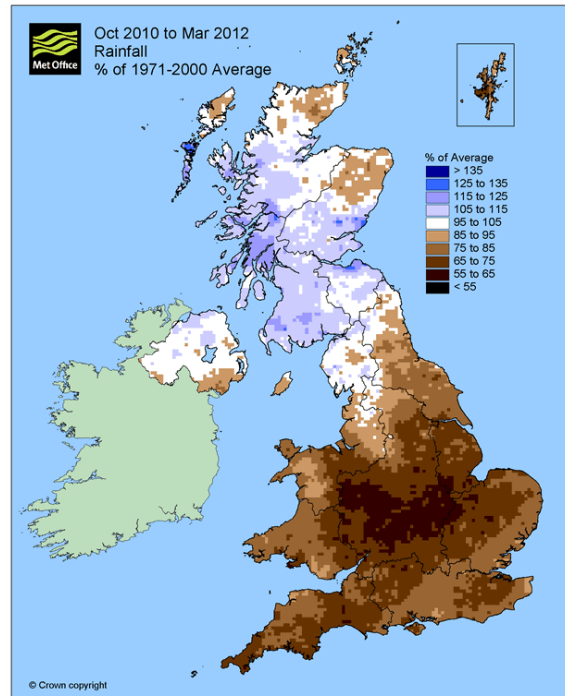 Met Office
Oct 2010 to Mar 2012
Rainfall
% of 1971-2000 Average
% of Average
> 135
125 to 135
115 to 125
105 to 115
95 to 105
85 to 95
75 to 85
65 to 75
55 to 65
< 55
© Crown copyright